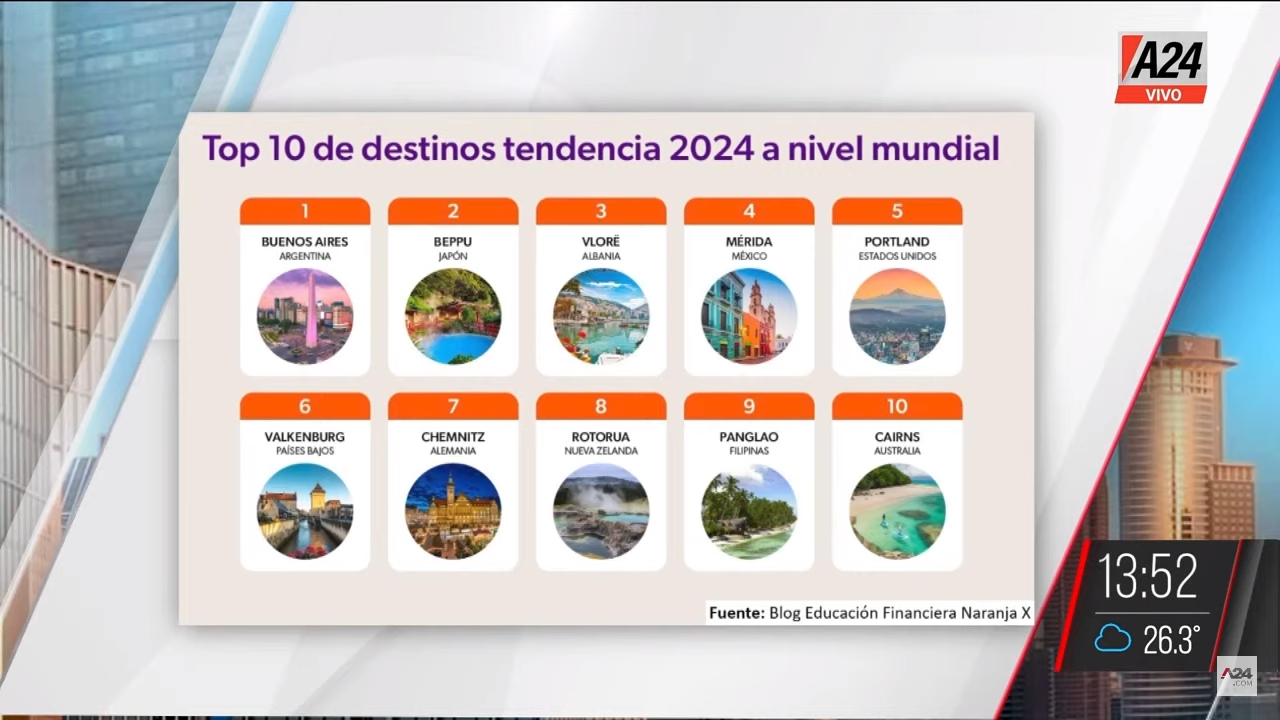 A24
VIVO
Top 10 de destinos tendencia 2024 a nivel mundial
1
BUENOS AIRES
ARGENTINA
2
BEPPU
JAPÓN
3
VLORË
ALBANIA
4
MÉRIDA
MÉXICO
5
PORTLAND
ESTADOS UNIDOS
6
VALKENBURG
PAÍSES BAJOS
7
CHEMNITZ
ALEMANIA
8
ROTORUA
NUEVA ZELANDA
9
PANGLAO
FILIPINAS
10
CAIRNS
AUSTRALIA
Fuente: Blog Educación Financiera Naranja X
13:52
26.3°
A24
.COM